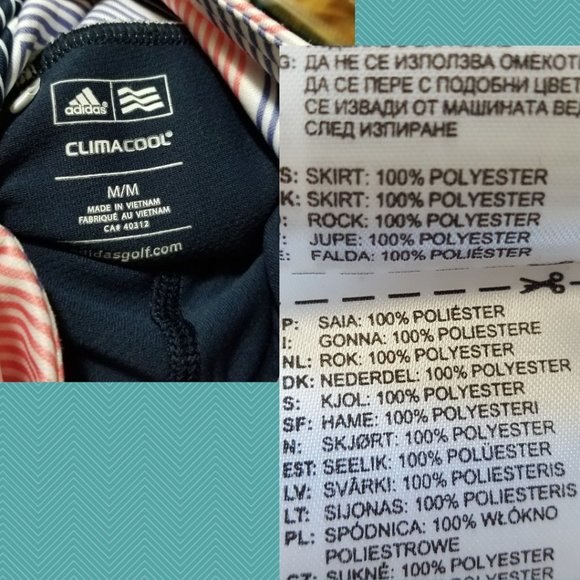 adidas
CLIMACOOL®
M/M
MADE IN VIETNAM
FABRIQUÉ AU VIETNAM
CA# 40312
didasgolf.com
G: ДА НЕ СЕ ИЗПОЛЗВА ОМЕКОТ
ДА СЕ ПЕРЕ С ПОДОБНИ ЦВЕТ
СЕ ИЗВАДИ ОТ МАШИНАТА ВЕД
СЛЕД ИЗПИРАНЕ
S: SKIRT: 100% POLYESTER
K: SKIRT: 100% POLYESTER
: ROCK: 100% POLYESTER
: JUPE: 100% POLYESTER
E: FALDA: 100% POLYESTER
P: SAIA: 100% POLIÉSTER
I: GONNA: 100% POLIESTERE
NL: ROK: 100% POLYESTER
DK: NEDERDEL: 100% POLYESTER
S: KJOL: 100% POLYESTER
SF: HAME: 100% POLYESTERI
N: SKJØRT: 100% POLYESTER
EST: SEELIK: 100% POLÜESTER
LV: SVĀRKI: 100% POLIESTERIS
LT: SIJONAS: 100% POLIESTERIS
PL: SPÓDNICA: 100% WŁÓKNO
POLIESTROWE
CZ: SUKNĚ: 100% POLYESTER